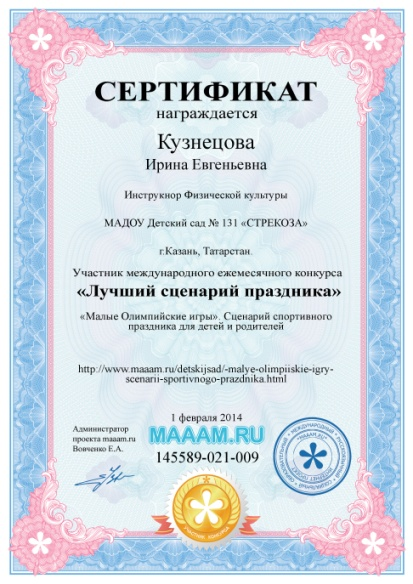 СЕРТИФИКАТ
награждается
Кузнецова
Ирина Евгеньевна
Инструкнор Физической культуры
МАДОУ Детский сад № 131 «СТРЕКОЗА»
г.Казань, Татарстан.
Участник международного ежемесячного конкурса
«Лучший сценарий праздника»
«Малые Олимпийские игры». Сценарий спортивного
праздника для детей и родителей
http://www.maaam.ru/detskijsad/-malye-olimpiiskie-igry-
scenarii-sportivnogo-prazdnika.html
Администратор
проекта maaam.ru
Вовченко Е.А.
1 февраля 2014
MAAAM.RU
145589-021-009